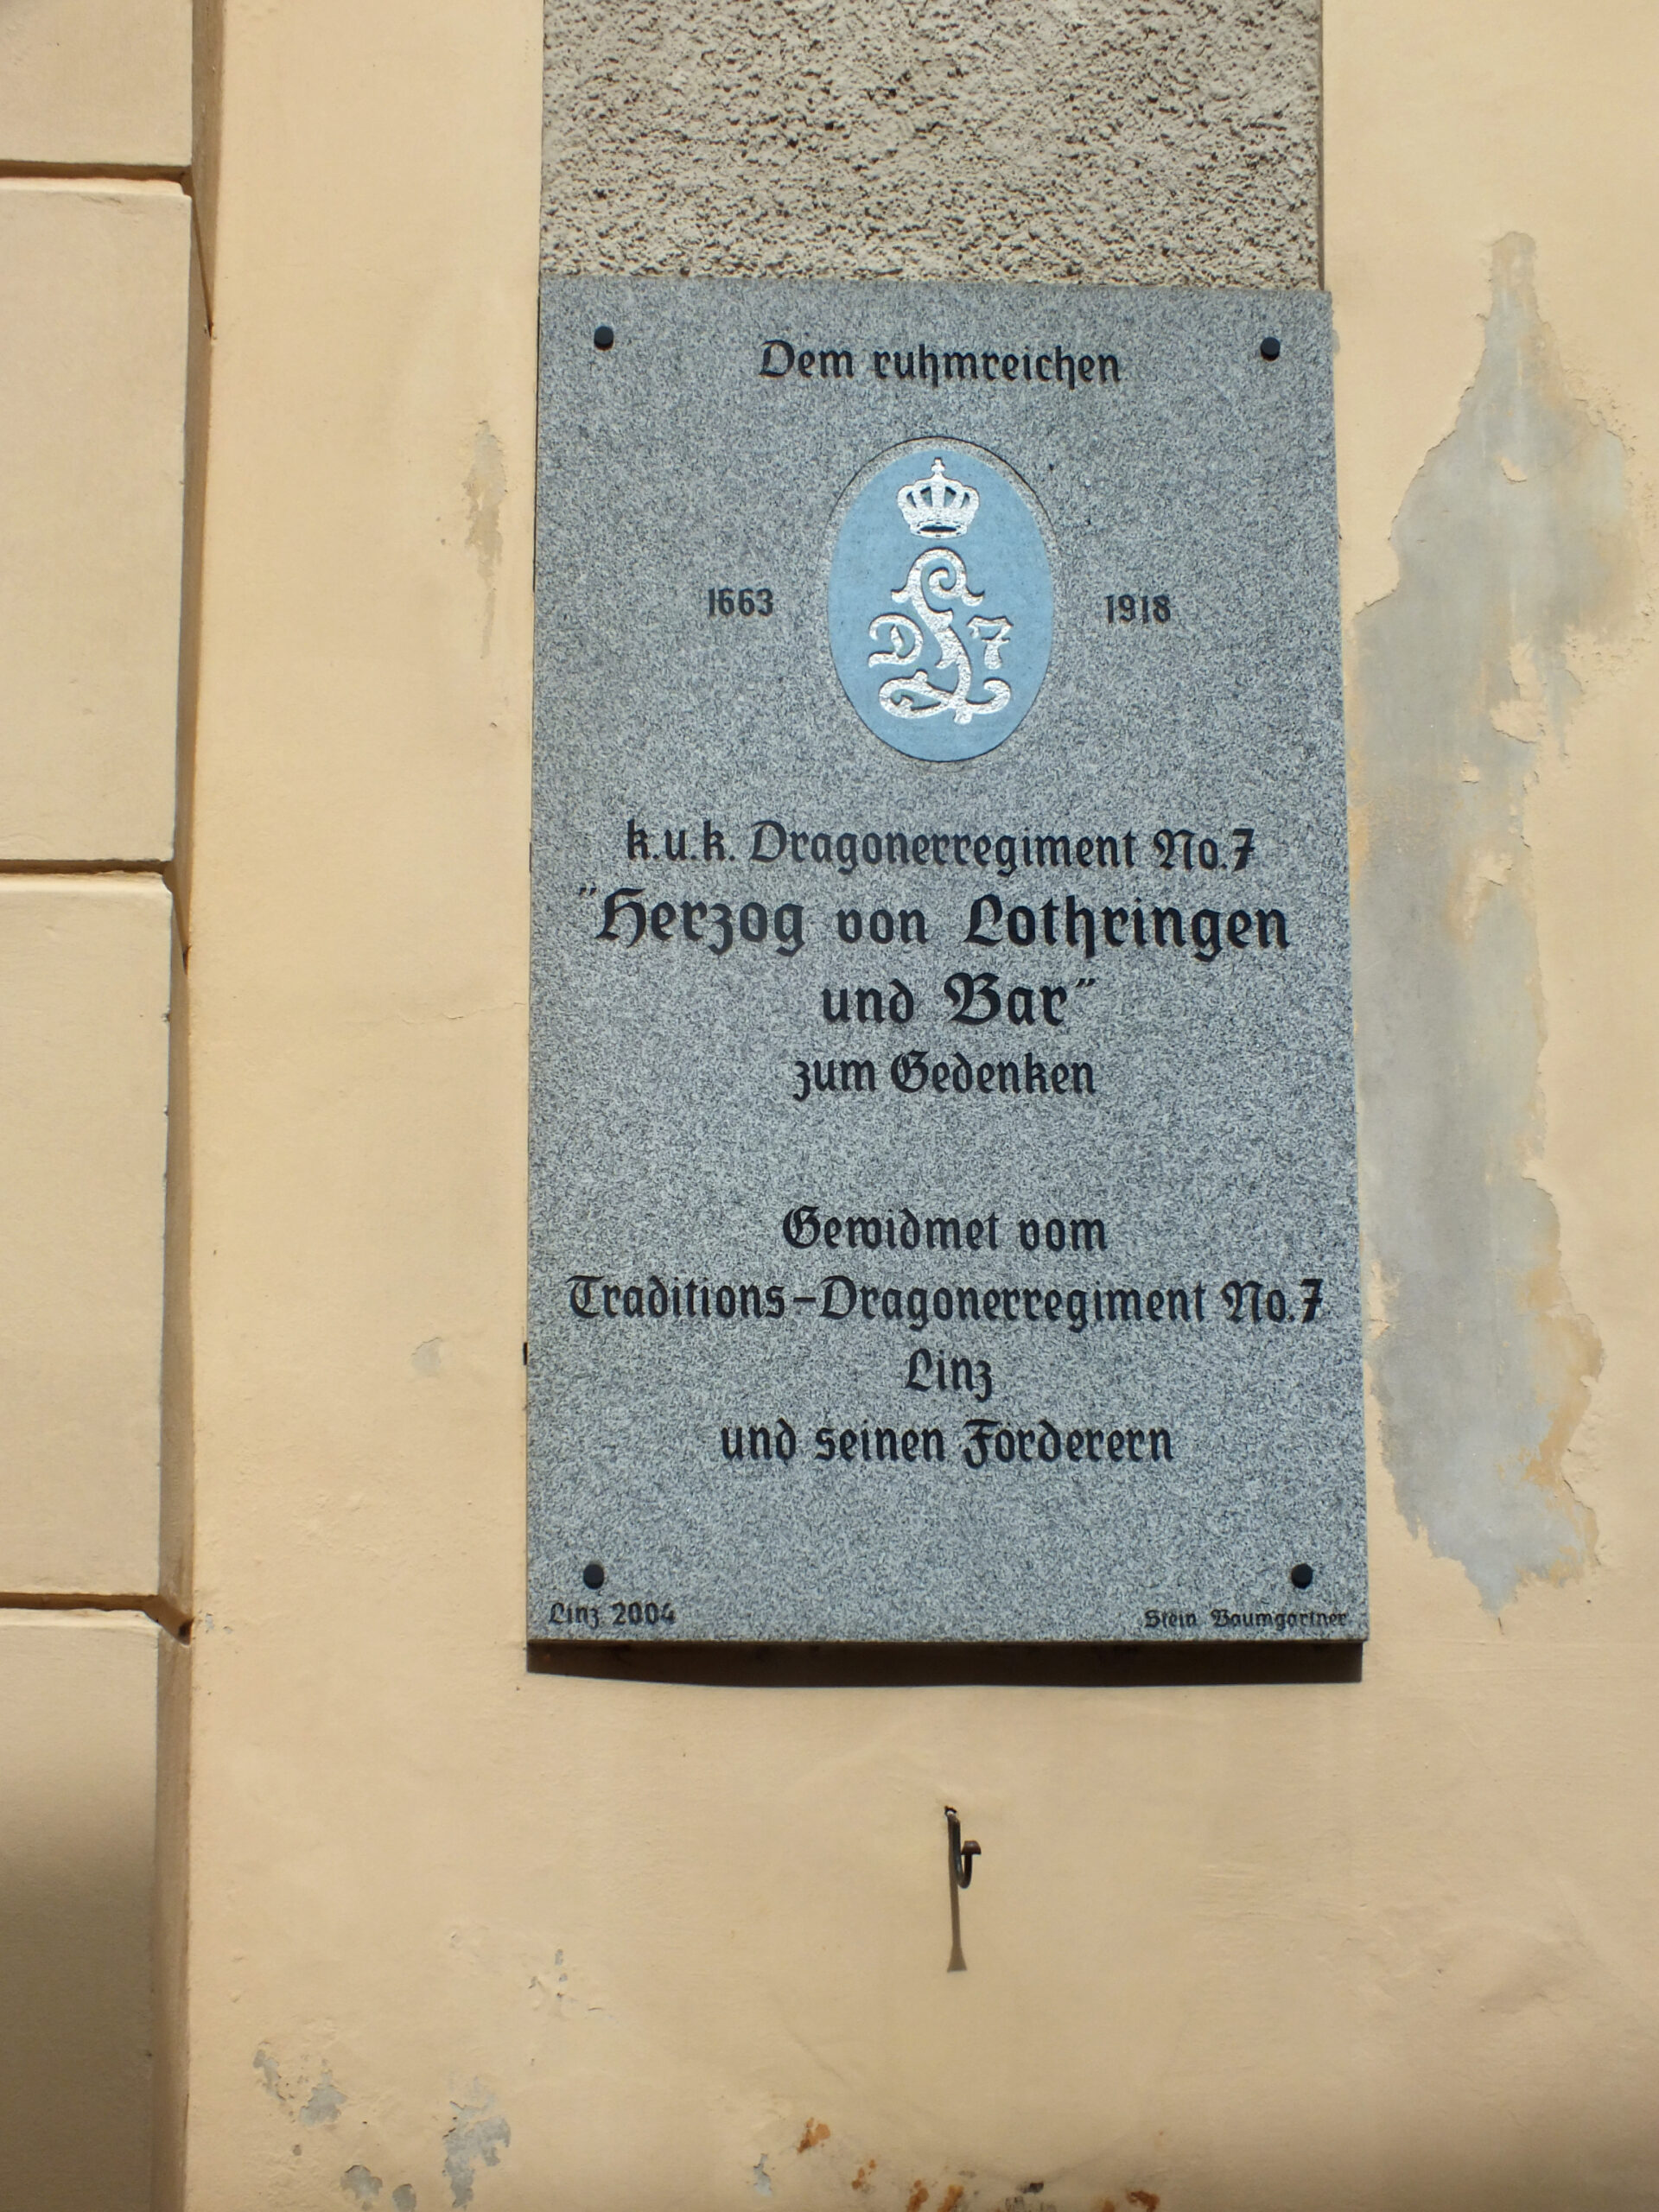 Dem ruhmreichen
1663 D 7 1918
k.u.k. Dragonerregiment No.7
"Herzog von Lothringen
und Bar"
zum Gedenken
Gewidmet vom
Traditions-Dragonerregiment No.7
Linz
und seinen Förderern
Linz 2004 Stein Baumgartner